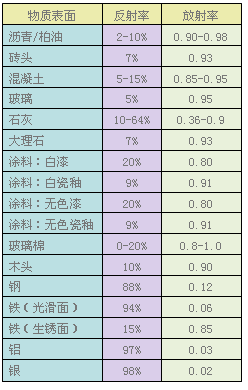 物质表面 反射率 放射率
沥青/柏油 2-10% 0.90-0.98
砖头 7% 0.93
混凝土 5-15% 0.85-0.95
玻璃 5% 0.95
石灰 10-64% 0.36-0.9
大理石 7% 0.93
涂料：白漆 20% 0.80
涂料：白瓷釉 9% 0.91
涂料：无色漆 20% 0.80
涂料：无色瓷釉 9% 0.91
玻璃棉 0-20% 0.8-1.0
木头 10% 0.90
钢 88% 0.12
铁（光滑面） 94% 0.06
铁（生锈面） 15% 0.85
铝 97% 0.03
银 98% 0.02